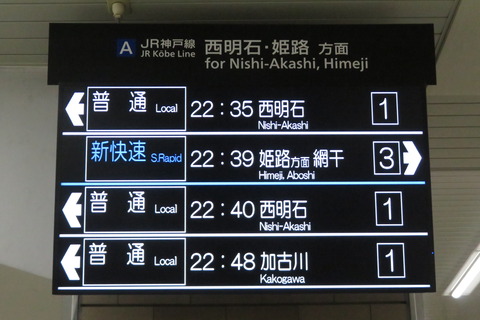 A JR神戸線 西明石・姫路 方面
JR Kōbe Line for Nishi-Akashi, Himeji
普通 Local 22:35 西明石 1
Nishi-Akashi
新快速 S.Rapid 22:39 姫路方面 網干 3
Himeji, Aboshi
普通 Local 22:40 西明石 1
Nishi-Akashi
普通 Local 22:48 加古川 1
Kakogawa